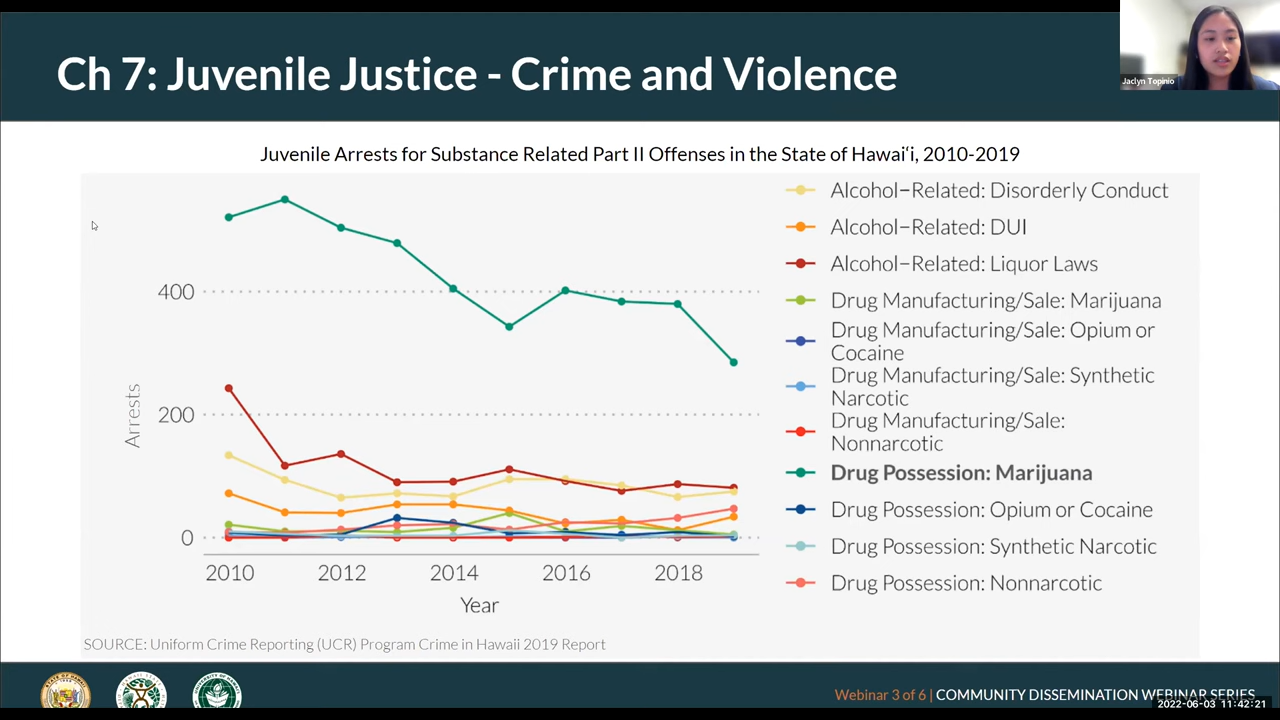 Ch 7: Juvenile Justice - Crime and Violence
Jaclyn Topinio
Juvenile Arrests for Substance Related Part II Offenses in the State of Hawai‘i, 2010-2019
Alcohol−Related: Disorderly Conduct
Alcohol−Related: DUI
Alcohol−Related: Liquor Laws
Drug Manufacturing/Sale: Marijuana
Drug Manufacturing/Sale: Opium or
Cocaine
Drug Manufacturing/Sale: Synthetic
Narcotic
Drug Manufacturing/Sale:
Nonnarcotic
Drug Possession: Marijuana
Drug Possession: Opium or Cocaine
Drug Possession: Synthetic Narcotic
Drug Possession: Nonnarcotic
400
200
0
Arrests
2010 2012 2014 2016 2018
Year
SOURCE: Uniform Crime Reporting (UCR) Program Crime in Hawaii 2019 Report
Webinar 3 of 6 | COMMUNITY DISSEMINATION WEBINAR SERIES
2022-06-03 11:42:21